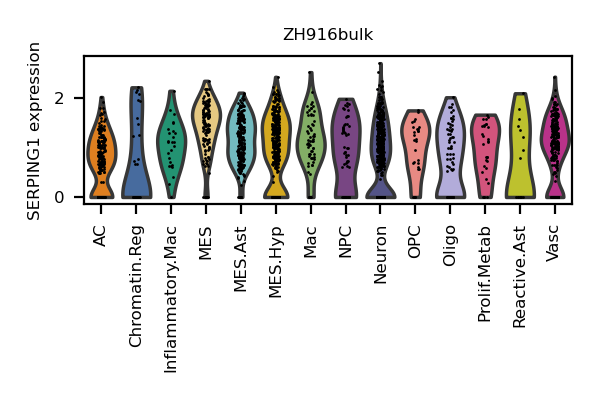 ZH916bulk
SERPING1 expression
2
0
AC
Chromatin.Reg
Inflammatory.Mac
MES
MES.Ast
MES.Hyp
Mac
NPC
Neuron
OPC
Oligo
Prolif.Metab
Reactive.Ast
Vasc